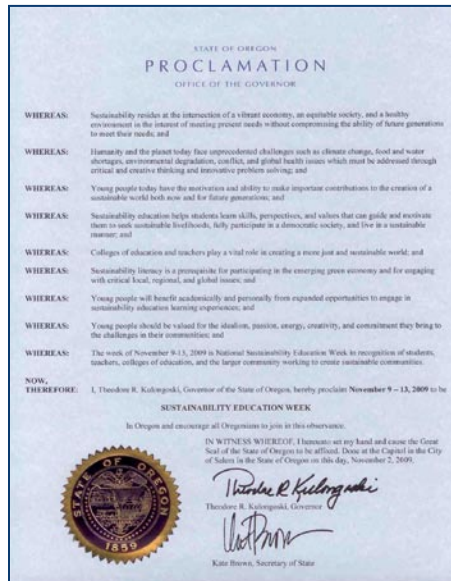 STATE OF OREGON
PROCLAMATION
OFFICE OF THE GOVERNOR
WHEREAS: Sustainability resides at the intersection of a vibrant economy, an equitable society, and a healthy
environment in the interest of meeting present needs without compromising the ability of future generations
to meet their needs; and
WHEREAS: Humanity and the planet today face unprecedented challenges such as climate change, food and water
shortages, environmental degradation, conflict, and global health issues which must be addressed through
critical and creative thinking and innovative problem solving; and
WHEREAS: Young people today have the motivation and ability to make important contributions to the creation of a
sustainable world both now and for future generations; and
WHEREAS: Sustainability education helps students learn skills, perspectives, and values that can guide and motivate
them to seek sustainable livelihoods, fully participate in a democratic society, and live in a sustainable
manner; and
WHEREAS: Colleges of education and teachers play a vital role in creating a more just and sustainable world; and
WHEREAS: Sustainability literacy is a prerequisite for participating in the emerging green economy and for engaging
with critical local, regional, and global issues; and
WHEREAS: Young people will benefit academically and personally from expanded opportunities to engage in
sustainability education learning experiences; and
WHEREAS: Young people should be valued for the idealism, passion, energy, creativity, and commitment they bring to
the challenges in their communities; and
WHEREAS: The week of November 9-13, 2009 is National Sustainability Education Week in recognition of students,
teachers, colleges of education, and the larger community working to create sustainable communities.
NOW,
THEREFORE: I, Theodore R. Kulongoski, Governor of the State of Oregon, hereby proclaim November 9 – 13, 2009 to be
SUSTAINABILITY EDUCATION WEEK
In Oregon and encourage all Oregonians to join in this observance.
IN WITNESS WHEREOF, I hereunto set my hand and cause the Great
Seal of the State of Oregon to be affixed. Done at the Capitol in the City
of Salem in the State of Oregon on this day, November 2, 2009.
Theodore R Kulongoski
Theodore R. Kulongoski, Governor
Kate Brown
Kate Brown, Secretary of State
STATE OF OREGON
1859